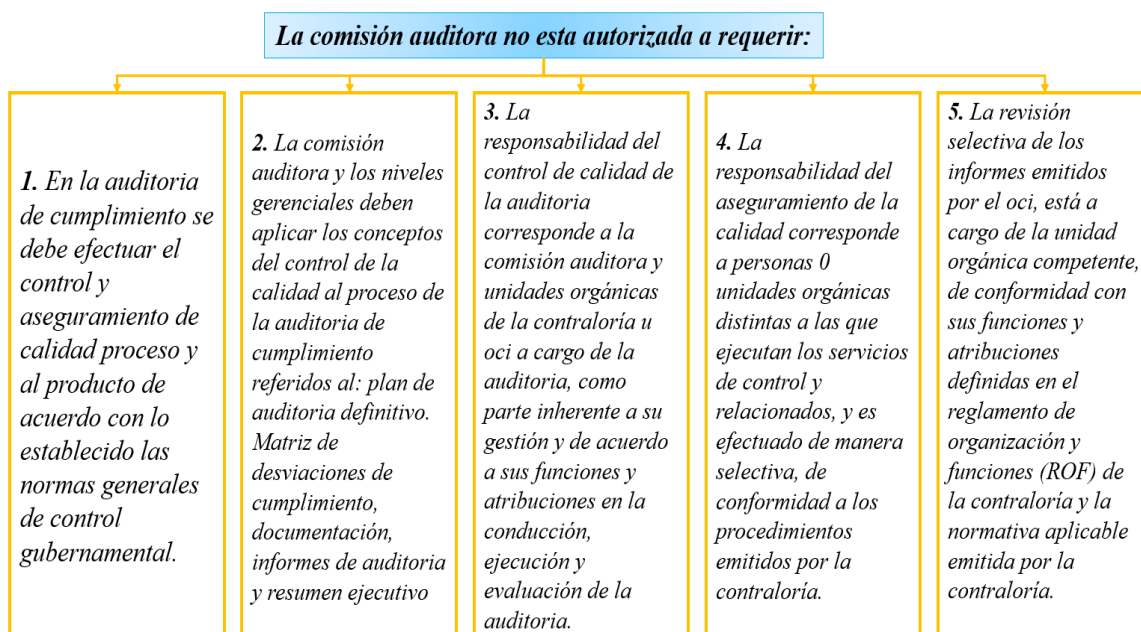 La comisión auditora no esta autorizada a requerir:
1. En la auditoria
de cumplimiento se
debe efectuar el
control y
aseguramiento de
calidad proceso y
al producto de
acuerdo con lo
establecido las
normas generales
de control
gubernamental.
2. La comisión
auditora y los niveles
gerenciales deben
aplicar los conceptos
del control de la
calidad al proceso de
la auditoria de
cumplimiento
referidos al: plan de
auditoria definitivo.
Matriz de
desviaciones de
cumplimiento,
documentación,
informes de auditoria
y resumen ejecutivo
3. La
responsabilidad del
control de calidad de
la auditoria
corresponde a la
comisión auditora y
unidades orgánicas
de la contraloría u
oci a cargo de la
auditoria, como
parte inherente a su
gestión y de acuerdo
a sus funciones y
atribuciones en la
conducción,
ejecución y
evaluación de la
auditoria.
4. La
responsabilidad del
aseguramiento de la
calidad corresponde
a personas 0
unidades orgánicas
distintas a las que
ejecutan los servicios
de control y
relacionados, y es
efectuado de manera
selectiva, de
conformidad a los
procedimientos
emitidos por la
contraloría.
5. La revisión
selectiva de los
informes emitidos
por el oci, está a
cargo de la unidad
orgánica competente,
de conformidad con
sus funciones y
atribuciones
definidas en el
reglamento de
organización y
funciones (ROF) de
la contraloría y la
normativa aplicable
emitida por la
contraloría.